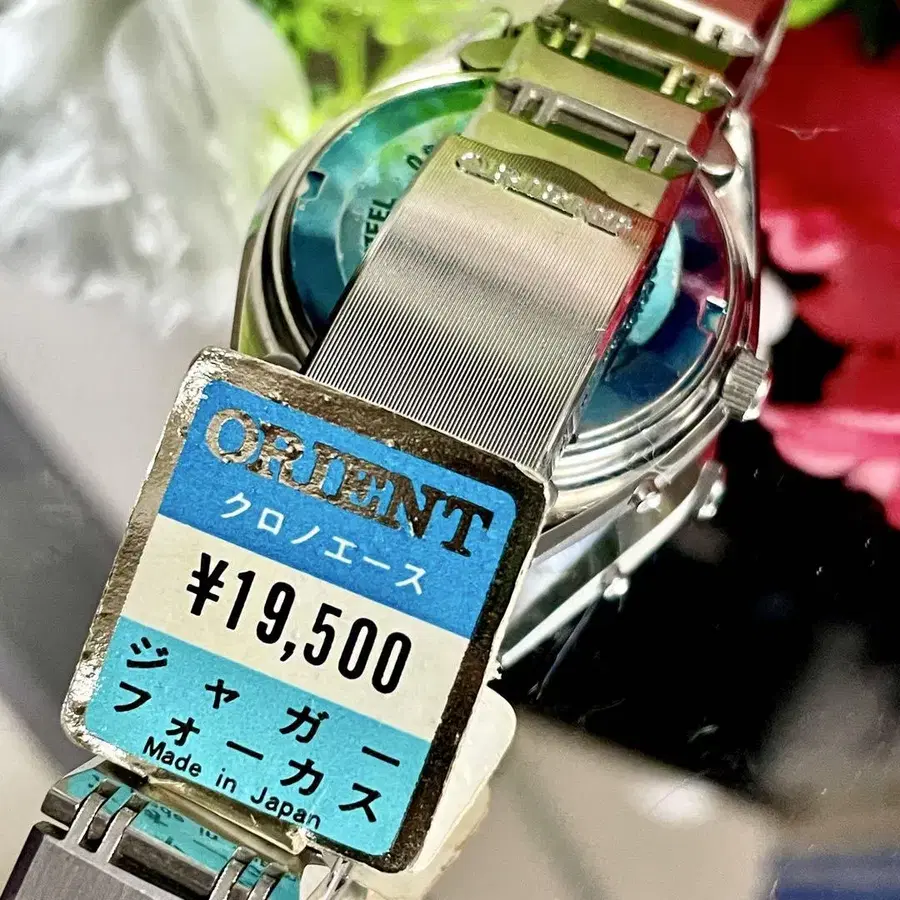 ORIENT
ORIENT
クロノエース
¥19,500
ジャガー
フォーカス
Made in Japan